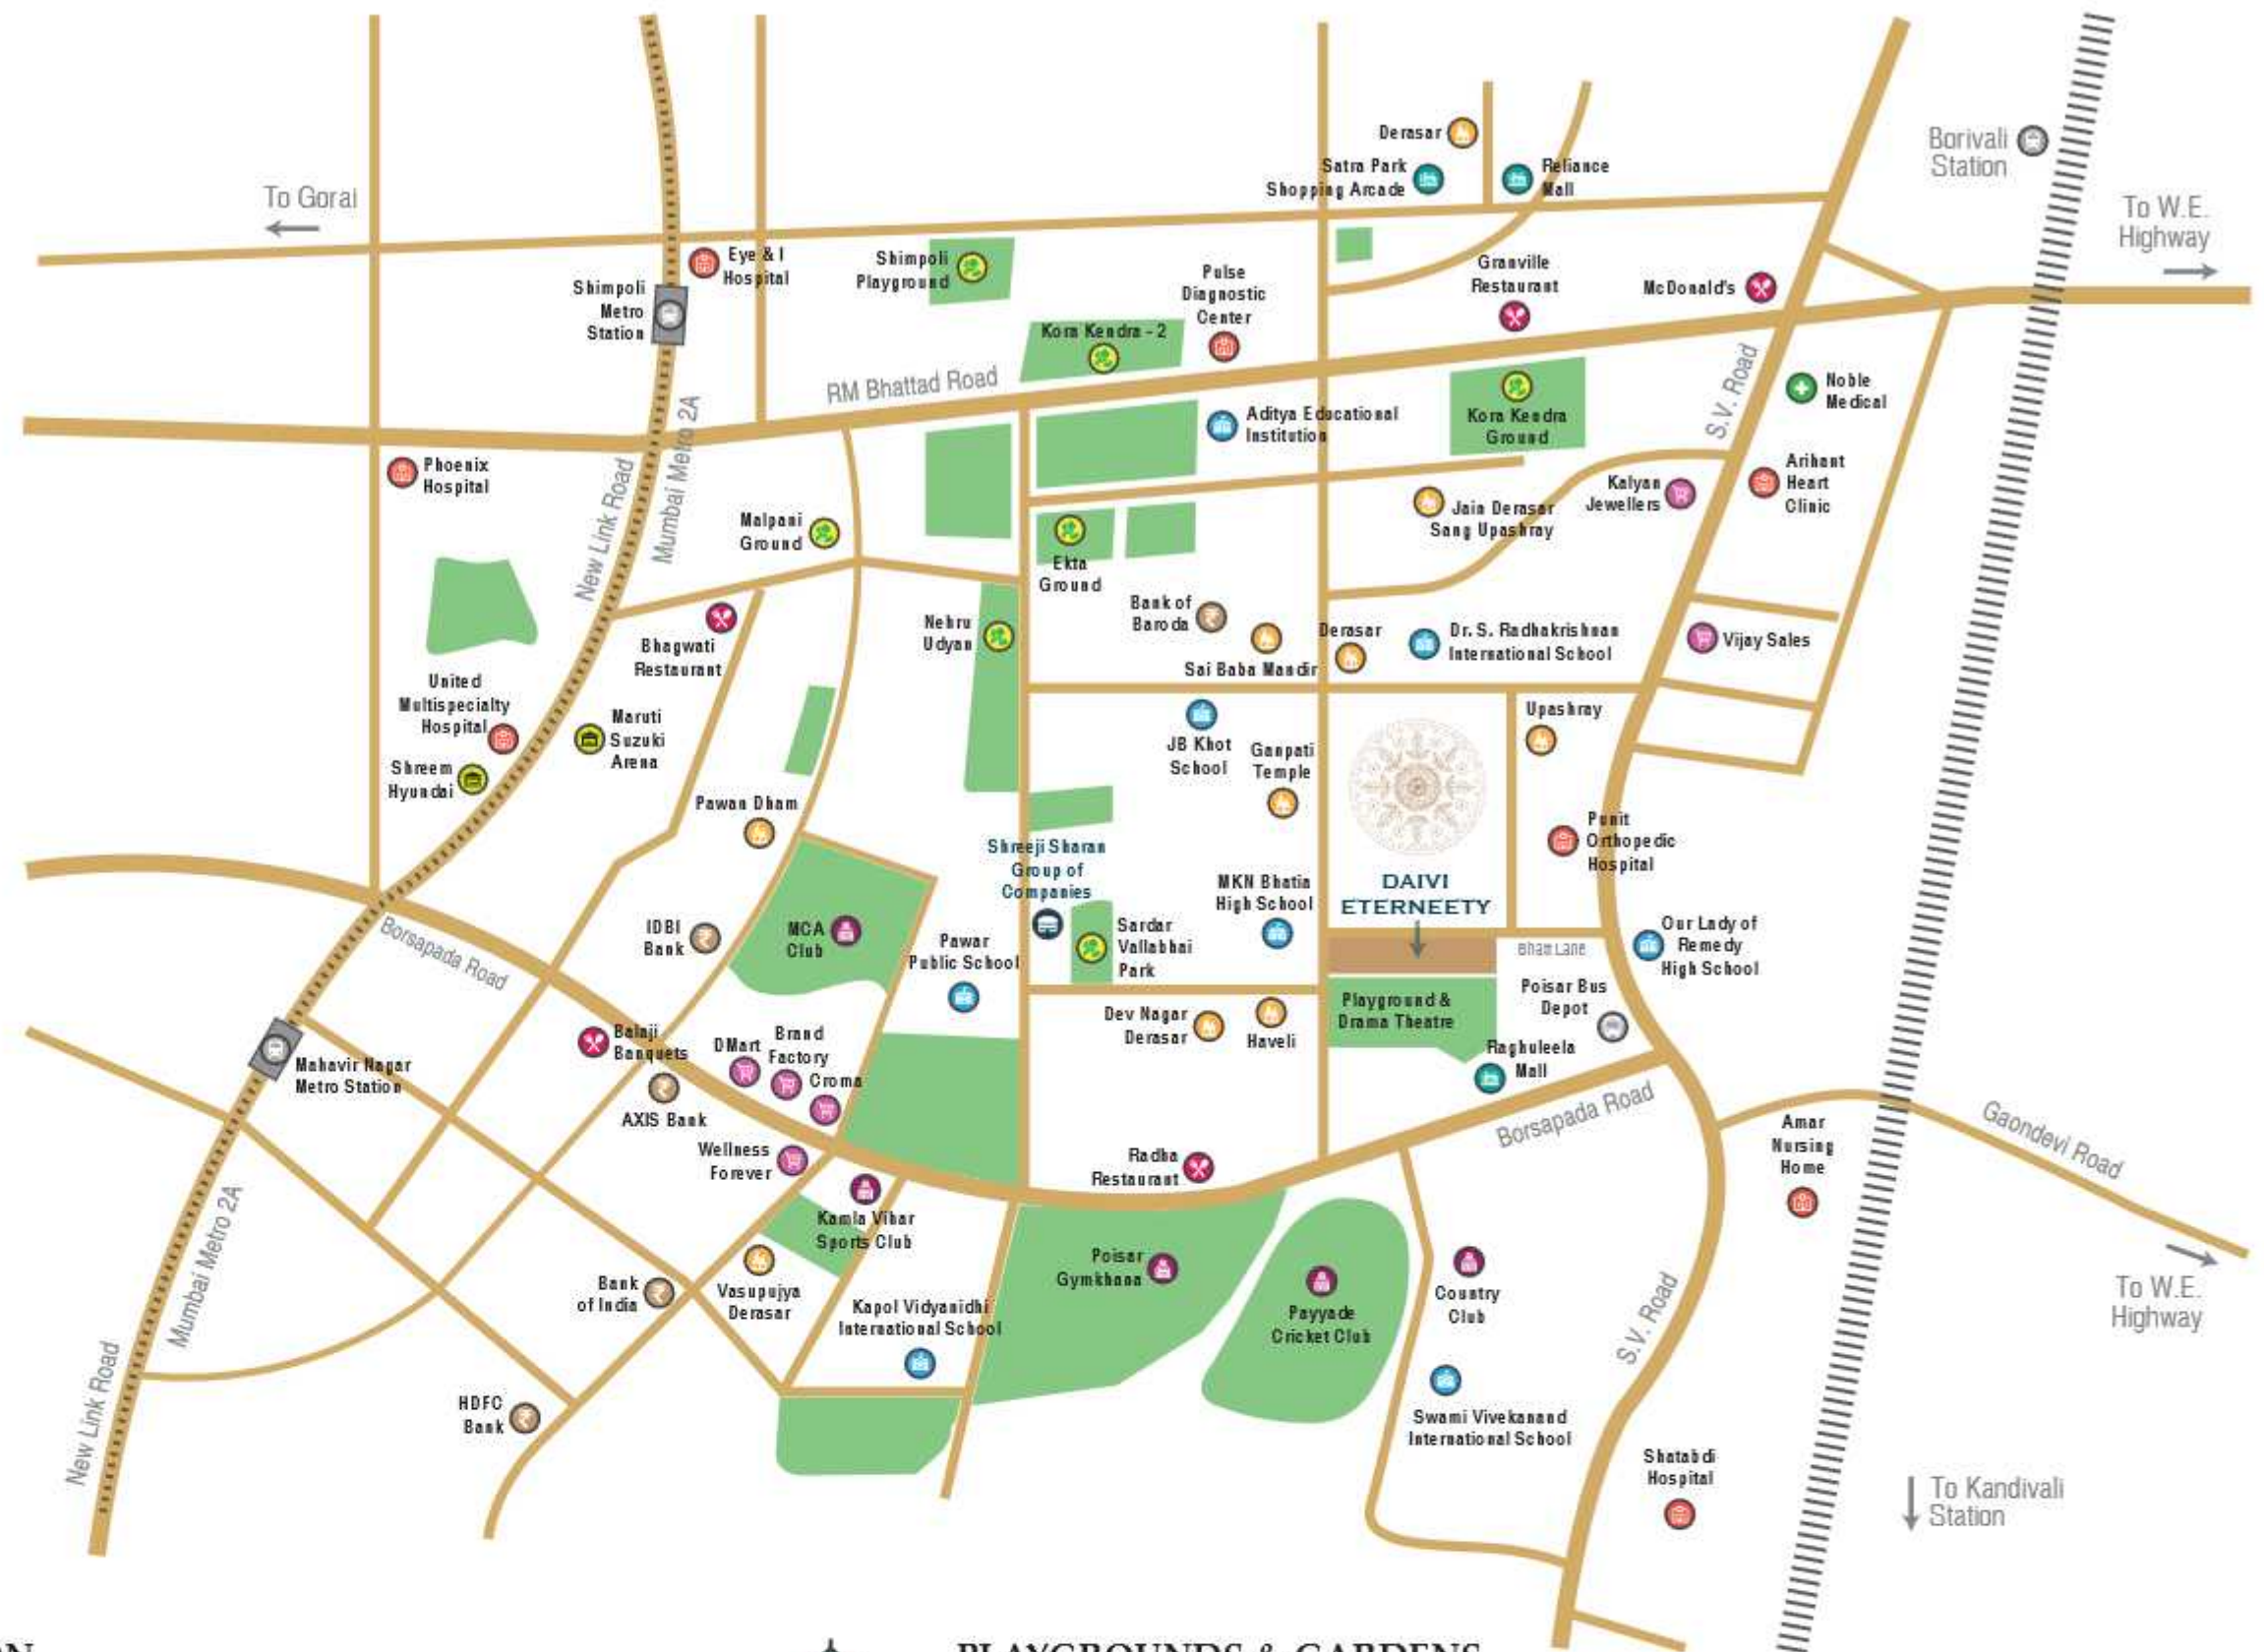 Derasar
Satra Park
Shopping Arcade
Reliance
Mall
Borivali
Station
To Gorai
To W.E.
Highway
Eye & I
Hospital
Shimpoli
Playground
Shimpoli
Metro
Station
Pulse
Diagnostic
Center
Granville
Restaurant
McDonald's
Kora Kendra - 2
RM Bhattad Road
S.V. Road
Noble
Medical
Aditya Educational
Institution
Kora Kendra
Ground
Phoenix
Hospital
New Link Road
Mumbai Metro 2A
Malpani
Ground
Jain Derasar
Sang Upashray
Kalyan
Jewellers
Arihant
Heart
Clinic
Ekta
Ground
Bhagwati
Restaurant
Nehru
Udyan
Bank of
Baroda
Sai Baba Mandir
Derasar
Dr. S. Radhakrishnan
International School
Vijay Sales
United
Multispecialty
Hospital
Shreem
Hyundai
Maruti
Suzuki
Arena
Pawan Dham
JB Khot
School
Ganpati
Temple
Upashray
Punit
Orthopedic
Hospital
Shreeji Sharan
Group of
Companies
MKN Bhatia
High School
DAIVI
ETERNEETY
Borsapada Road
IDBI
Bank
MCA
Club
Pawar
Public School
Sardar
Vallabhai
Park
Bhatt Lane
Our Lady of
Remedy
High School
Mahavir Nagar
Metro Station
Balaji
Banquets
DMart
Brand
Factory
Croma
AXIS Bank
Dev Nagar
Derasar
Haveli
Playground &
Drama Theatre
Poisar Bus
Depot
Raghuleela
Mall
Borsapada Road
Wellness
Forever
Kamla Vihar
Sports Club
Radha
Restaurant
Amar
Nursing
Home
Gaondevi Road
To W.E.
Highway
Mumbai Metro 2A
New Link Road
Bank
of India
Vasupujya
Derasar
Kapol Vidyanidhi
International School
Poisar
Gymkhana
Payyade
Cricket Club
Country
Club
S.V. Road
HDFC
Bank
Swami Vivekanand
International School
Shatabdi
Hospital
To Kandivali
Station
PLAYGROUNDS & GARDENS